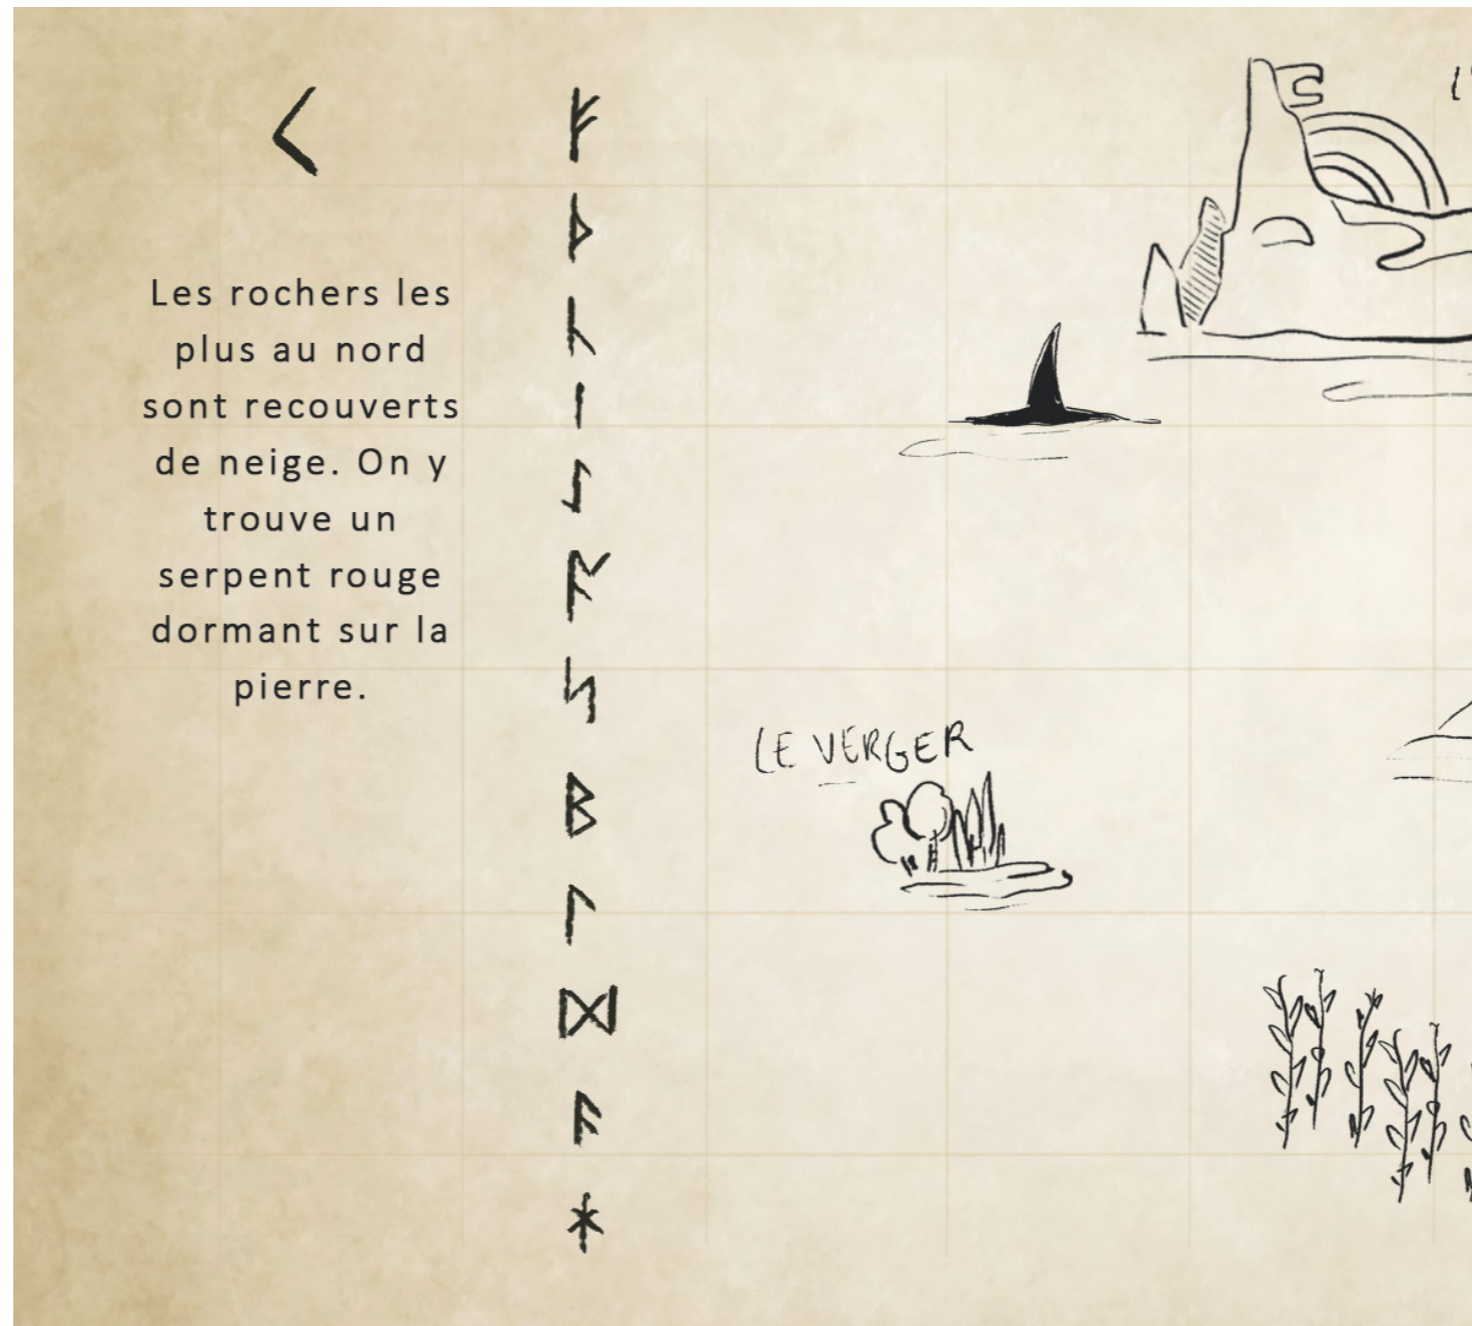 ᚲ
Les rochers les
plus au nord
sont recouverts
de neige. On y
trouve un
serpent rouge
dormant sur la
pierre.
ᚠ
ᚦ
ᚳ
ᛁ
ᛇ
ᚱ
ᛋ
ᛒ
ᛚ
ᛞ
ᚨ
ᛡ
LE VERGER